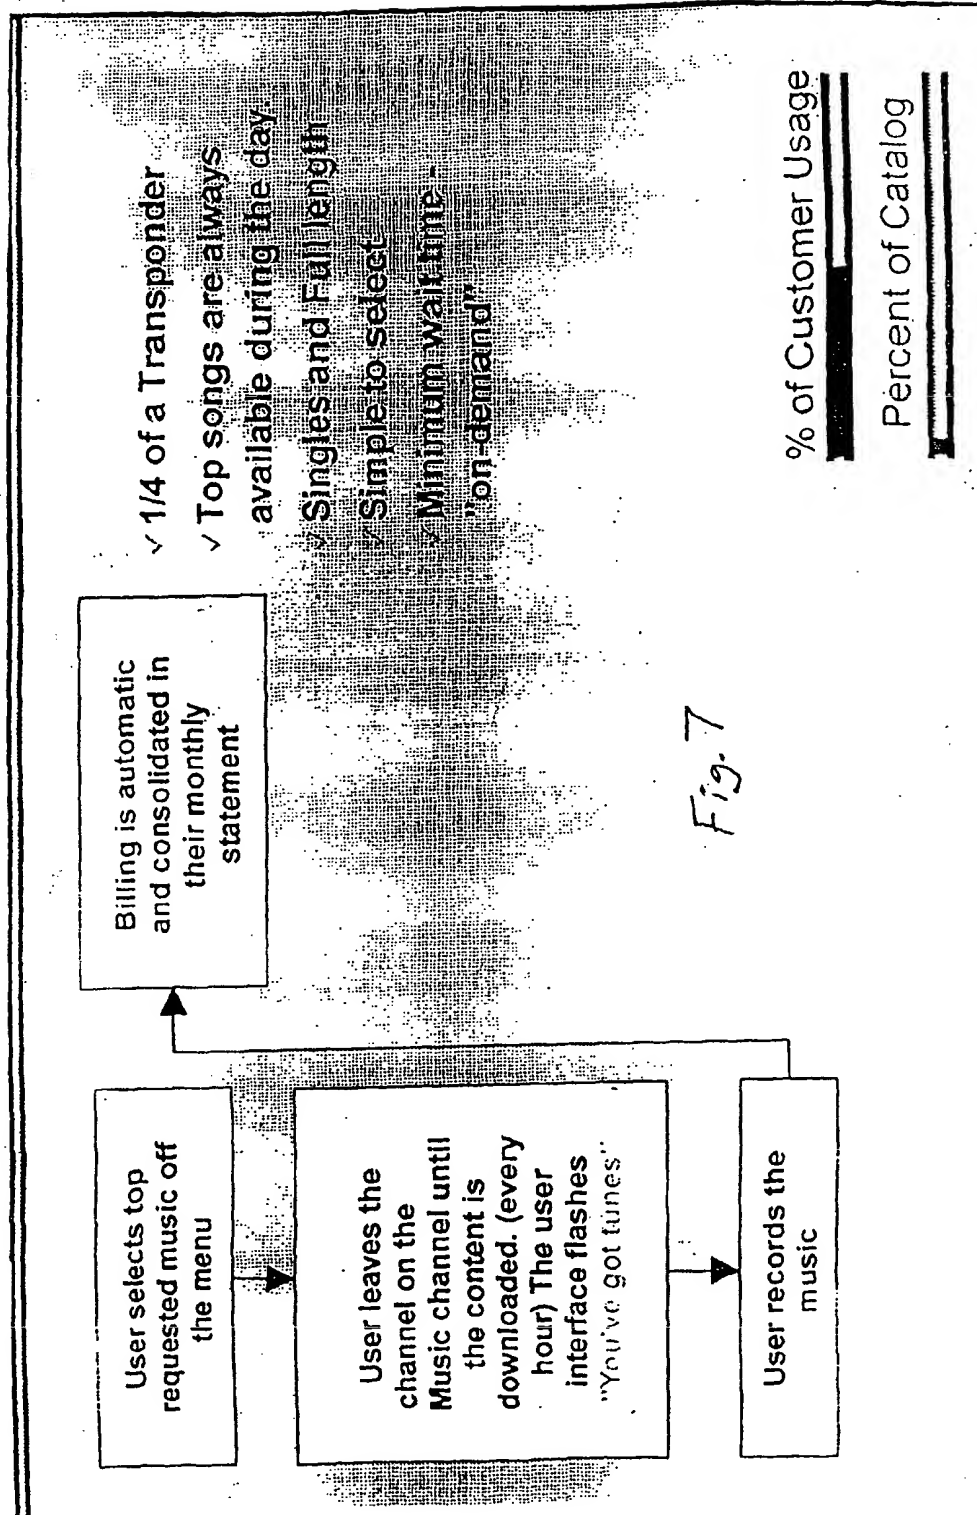 User selects top
requested music off
the menu
User leaves the
channel on the
Music channel until
the content is
downloaded. (every
hour) The user
interface flashes
"You've got tunes"
User records the
music
Billing is automatic
and consolidated in
their monthly
statement
✓ 1/4 of a Transponder
✓ Top songs are always
available during the day.
✓ Singles and Full length
✓ Simple to select
✓ Minimum wait time -
"on-demand"
% of Customer Usage
Percent of Catalog
Fig. 7